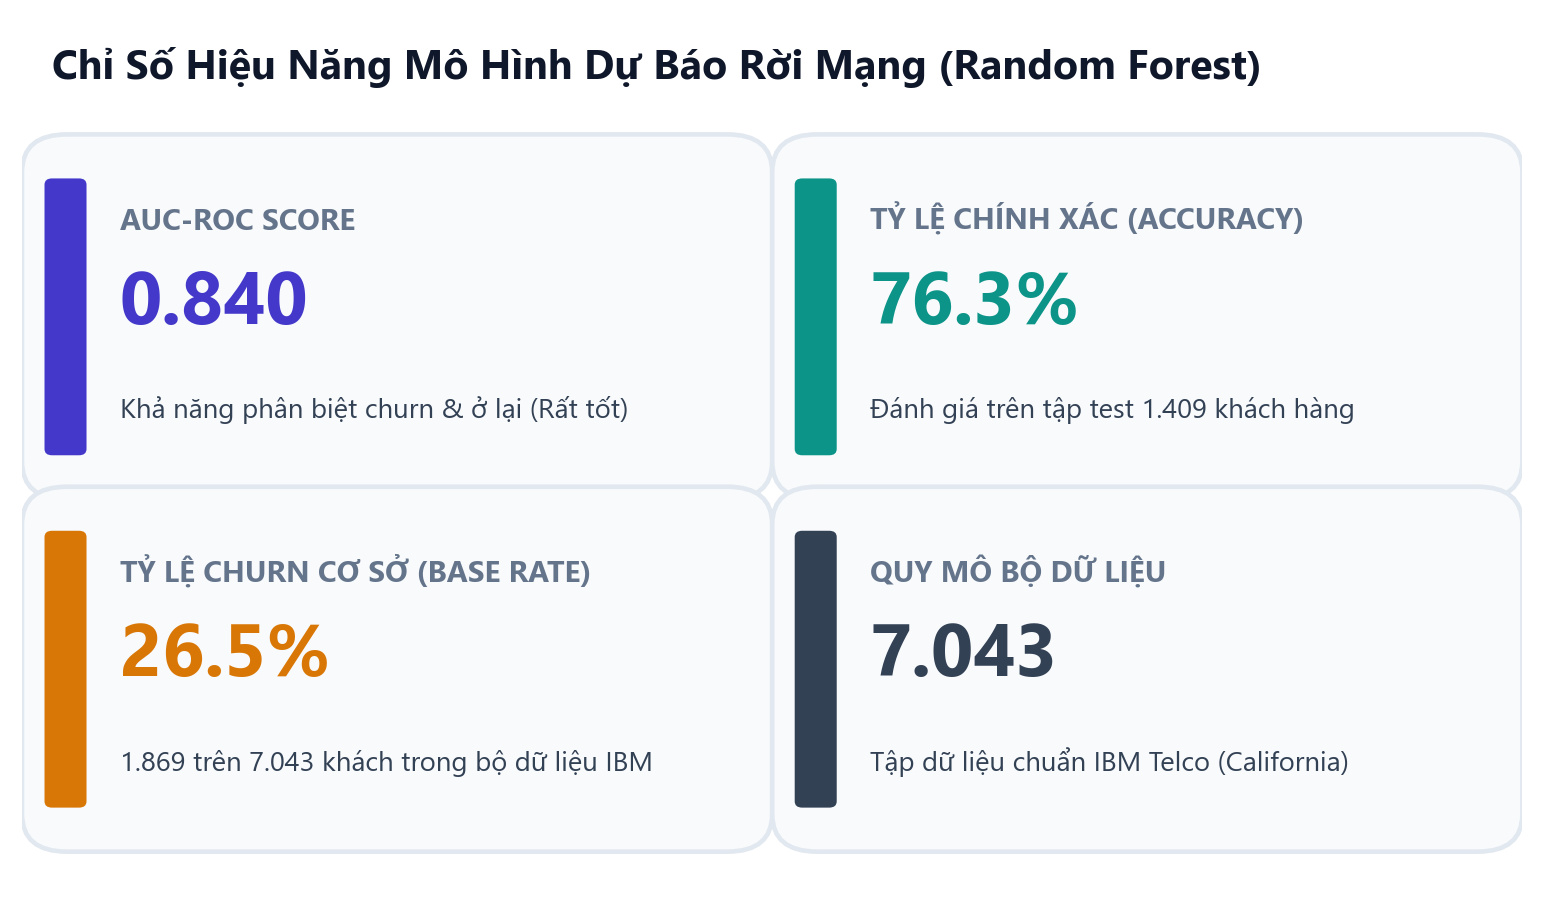 Chỉ Số Hiệu Năng Mô Hình Dự Báo Rời Mạng (Random Forest)
AUC-ROC SCORE
0.840
Khả năng phân biệt churn & ở lại (Rất tốt)
TỶ LỆ CHÍNH XÁC (ACCURACY)
76.3%
Đánh giá trên tập test 1.409 khách hàng
TỶ LỆ CHURN CƠ SỞ (BASE RATE)
26.5%
1.869 trên 7.043 khách trong bộ dữ liệu IBM
QUY MÔ BỘ DỮ LIỆU
7.043
Tập dữ liệu chuẩn IBM Telco (California)